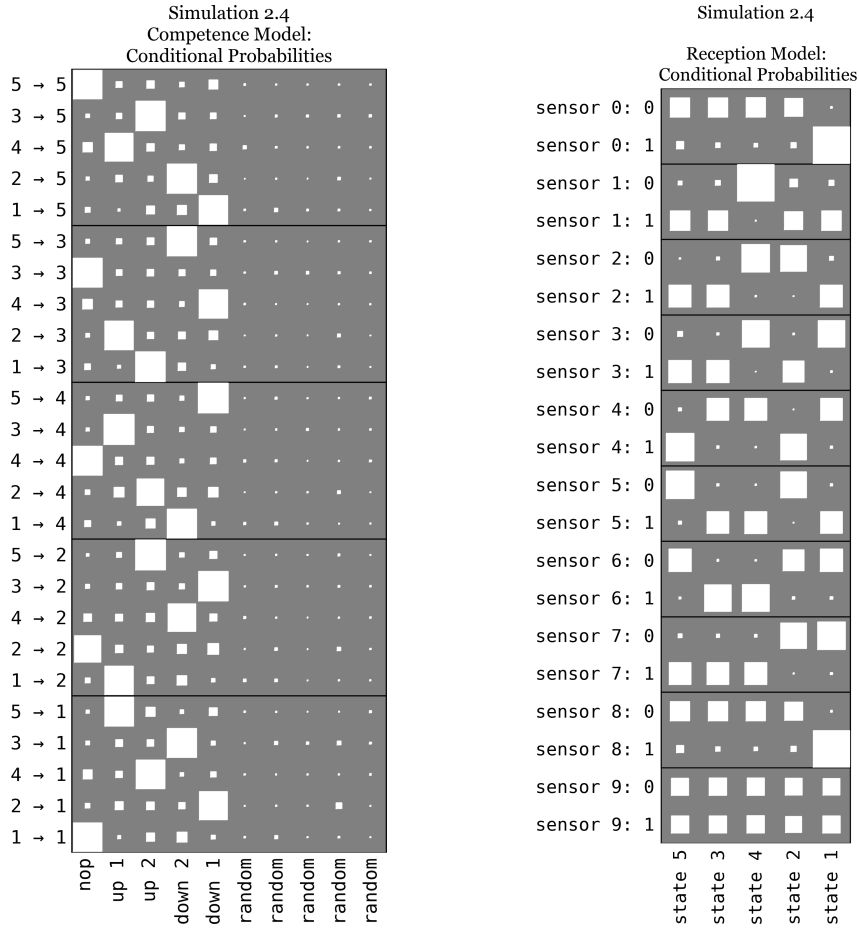 Simulation 2.4
Competence Model:
Conditional Probabilities
5 → 5
3 → 5
4 → 5
2 → 5
1 → 5
5 → 3
3 → 3
4 → 3
2 → 3
1 → 3
5 → 4
3 → 4
4 → 4
2 → 4
1 → 4
5 → 2
3 → 2
4 → 2
2 → 2
1 → 2
5 → 1
3 → 1
4 → 1
2 → 1
1 → 1
nop
up 1
up 2
down 2
down 1
random
random
random
random
random
Simulation 2.4
Reception Model:
Conditional Probabilities
sensor 0: 0
sensor 0: 1
sensor 1: 0
sensor 1: 1
sensor 2: 0
sensor 2: 1
sensor 3: 0
sensor 3: 1
sensor 4: 0
sensor 4: 1
sensor 5: 0
sensor 5: 1
sensor 6: 0
sensor 6: 1
sensor 7: 0
sensor 7: 1
sensor 8: 0
sensor 8: 1
sensor 9: 0
sensor 9: 1
state 5
state 3
state 4
state 2
state 1